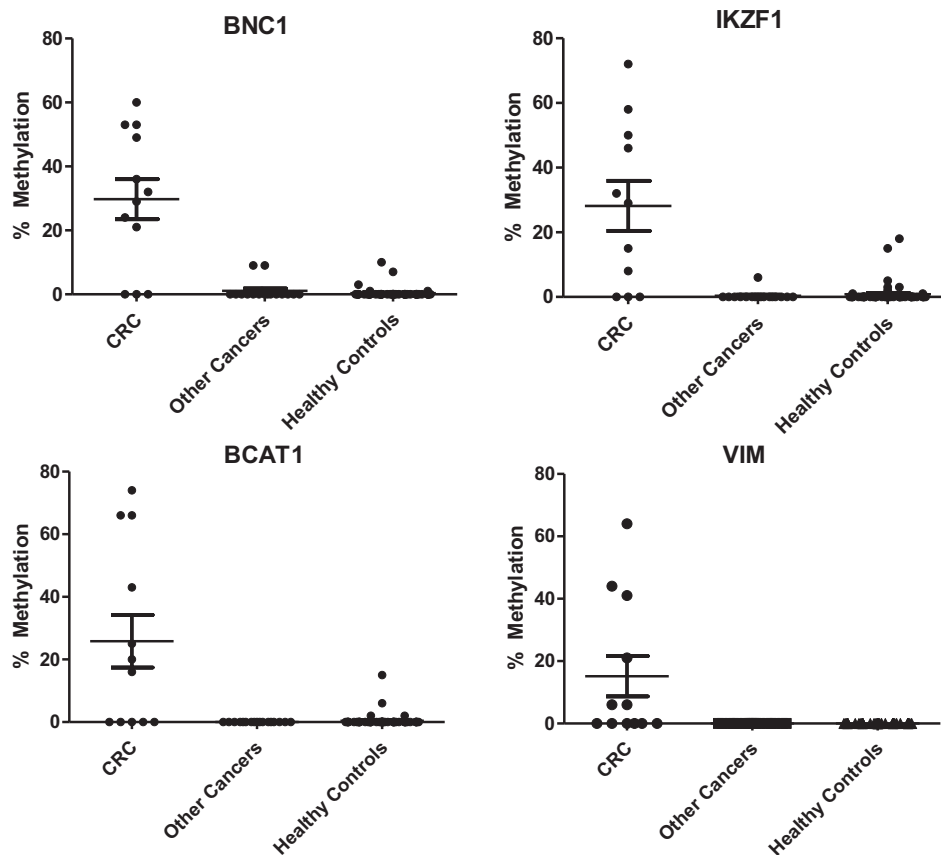 BNC1
80
60
40
20
0
% Methylation
CRC
Other Cancers
Healthy Controls
IKZF1
80
60
40
20
0
% Methylation
CRC
Other Cancers
Healthy Controls
BCAT1
80
60
40
20
0
% Methylation
CRC
Other Cancers
Healthy Controls
VIM
80
60
40
20
0
% Methylation
CRC
Other Cancers
Healthy Controls